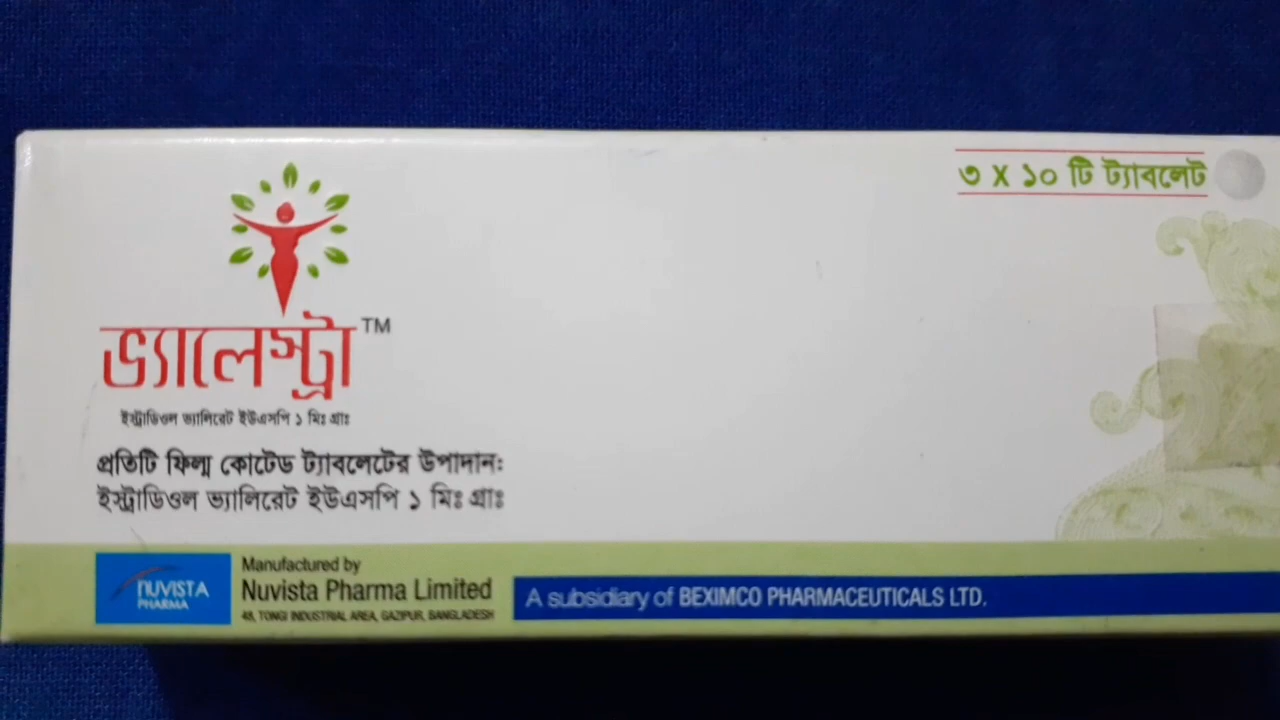 ৩ X ১০ টি ট্যাবলেট
ভ্যালেস্ট্রা™
ইস্ট্রাডিওল ভ্যালিরেট ইউএসপি ১ মিঃ গ্রাঃ
প্রতিটি ফিল্ম কোটেড ট্যাবলেটের উপাদান:
ইস্ট্রাডিওল ভ্যালিরেট ইউএসপি ১ মিঃ গ্রাঃ
NUVISTA
PHARMA
Manufactured by
Nuvista Pharma Limited
48, TONGI INDUSTRIAL AREA, GAZIPUR, BANGLADESH
A subsidiary of BEXIMCO PHARMACEUTICALS LTD.